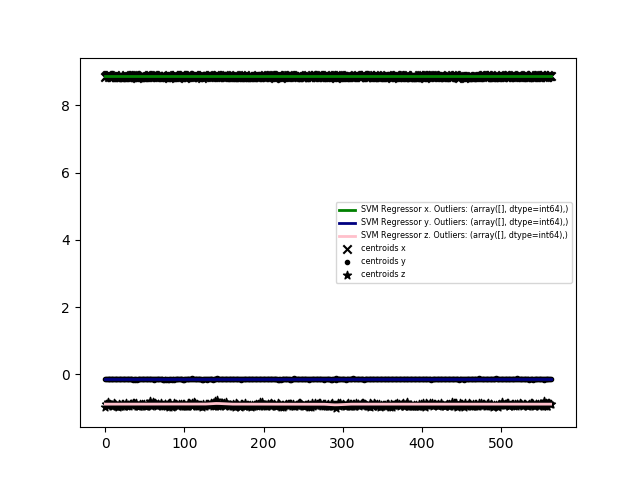 8
6
4
2
0
SVM Regressor x. Outliers: (array([], dtype=int64),)
SVM Regressor y. Outliers: (array([], dtype=int64),)
SVM Regressor z. Outliers: (array([], dtype=int64),)
centroids x
centroids y
centroids z
0 100 200 300 400 500